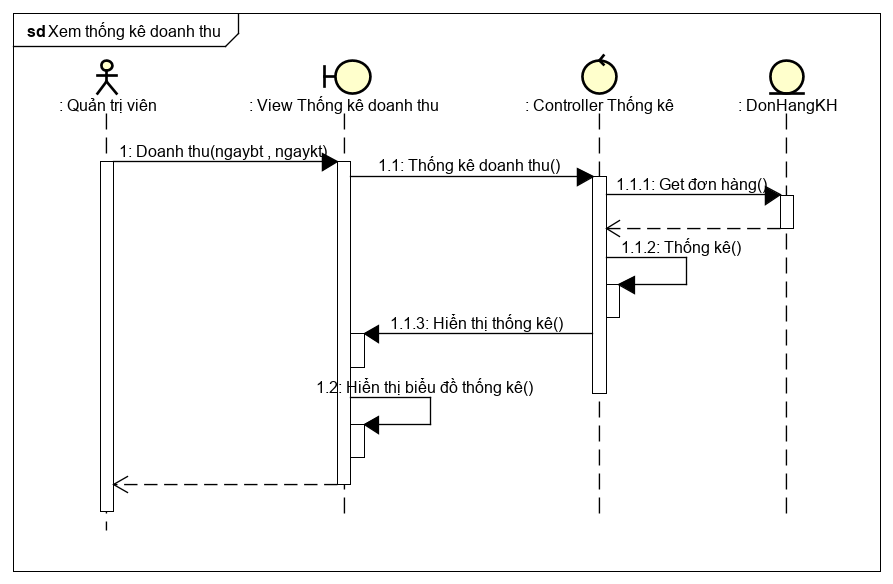 sd Xem thống kê doanh thu
: Quản trị viên
: View Thống kê doanh thu
: Controller Thống kê
: DonHangKH
1: Doanh thu(ngaybt , ngaykt)
1.1: Thống kê doanh thu()
1.1.1: Get đơn hàng()
1.1.2: Thống kê()
1.1.3: Hiển thị thống kê()
1.2: Hiển thị biểu đồ thống kê()